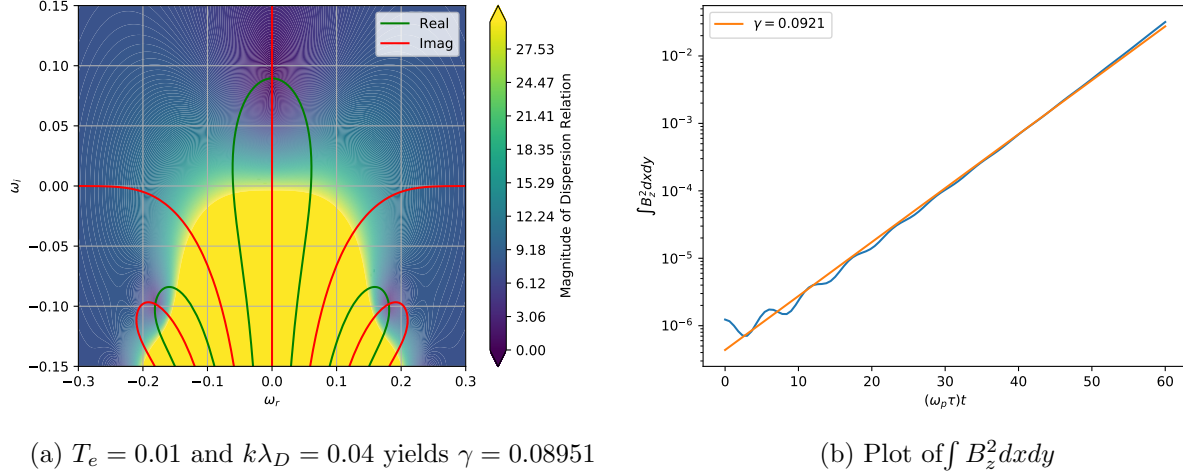 0.15
0.10
0.05
0.00
−0.05
−0.10
−0.15
ω_i
−0.3 −0.2 −0.1 0.0 0.1 0.2 0.3
ω_r
Real
Imag
27.53
24.47
21.41
18.35
15.29
12.24
9.18
6.12
3.06
0.00
Magnitude of Dispersion Relation
γ = 0.0921
10^{-2}
10^{-3}
10^{-4}
10^{-5}
10^{-6}
∫ B_z^2 dxdy
0 10 20 30 40 50 60
(ω_p τ)t
(a) T_e = 0.01 and kλ_D = 0.04 yields γ = 0.08951
(b) Plot of ∫ B_z^2 dxdy